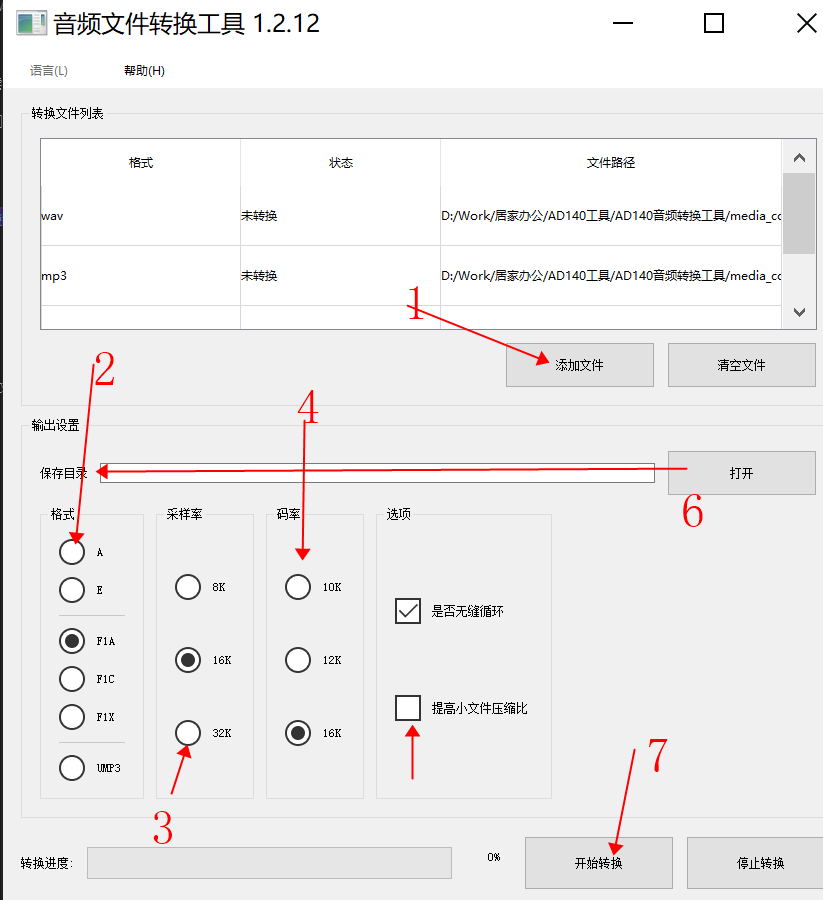 音频文件转换工具 1.2.12
语言(L) 帮助(H)
转换文件列表
格式 状态 文件路径
wav 未转换 D:/Work/居家办公/AD140工具/AD140音频转换工具/media_cc
mp3 未转换 D:/Work/居家办公/AD140工具/AD140音频转换工具/media_cc
1
添加文件 清空文件
2
4
输出设置
保存目录 打开
6
格式 采样率 码率 选项
A
E
8K 10K 是否无缝循环
F1A
16K 12K
F1C
F1X
提高小文件压缩比
32K 16K
UMP3
7
3
转换进度: 0% 开始转换 停止转换